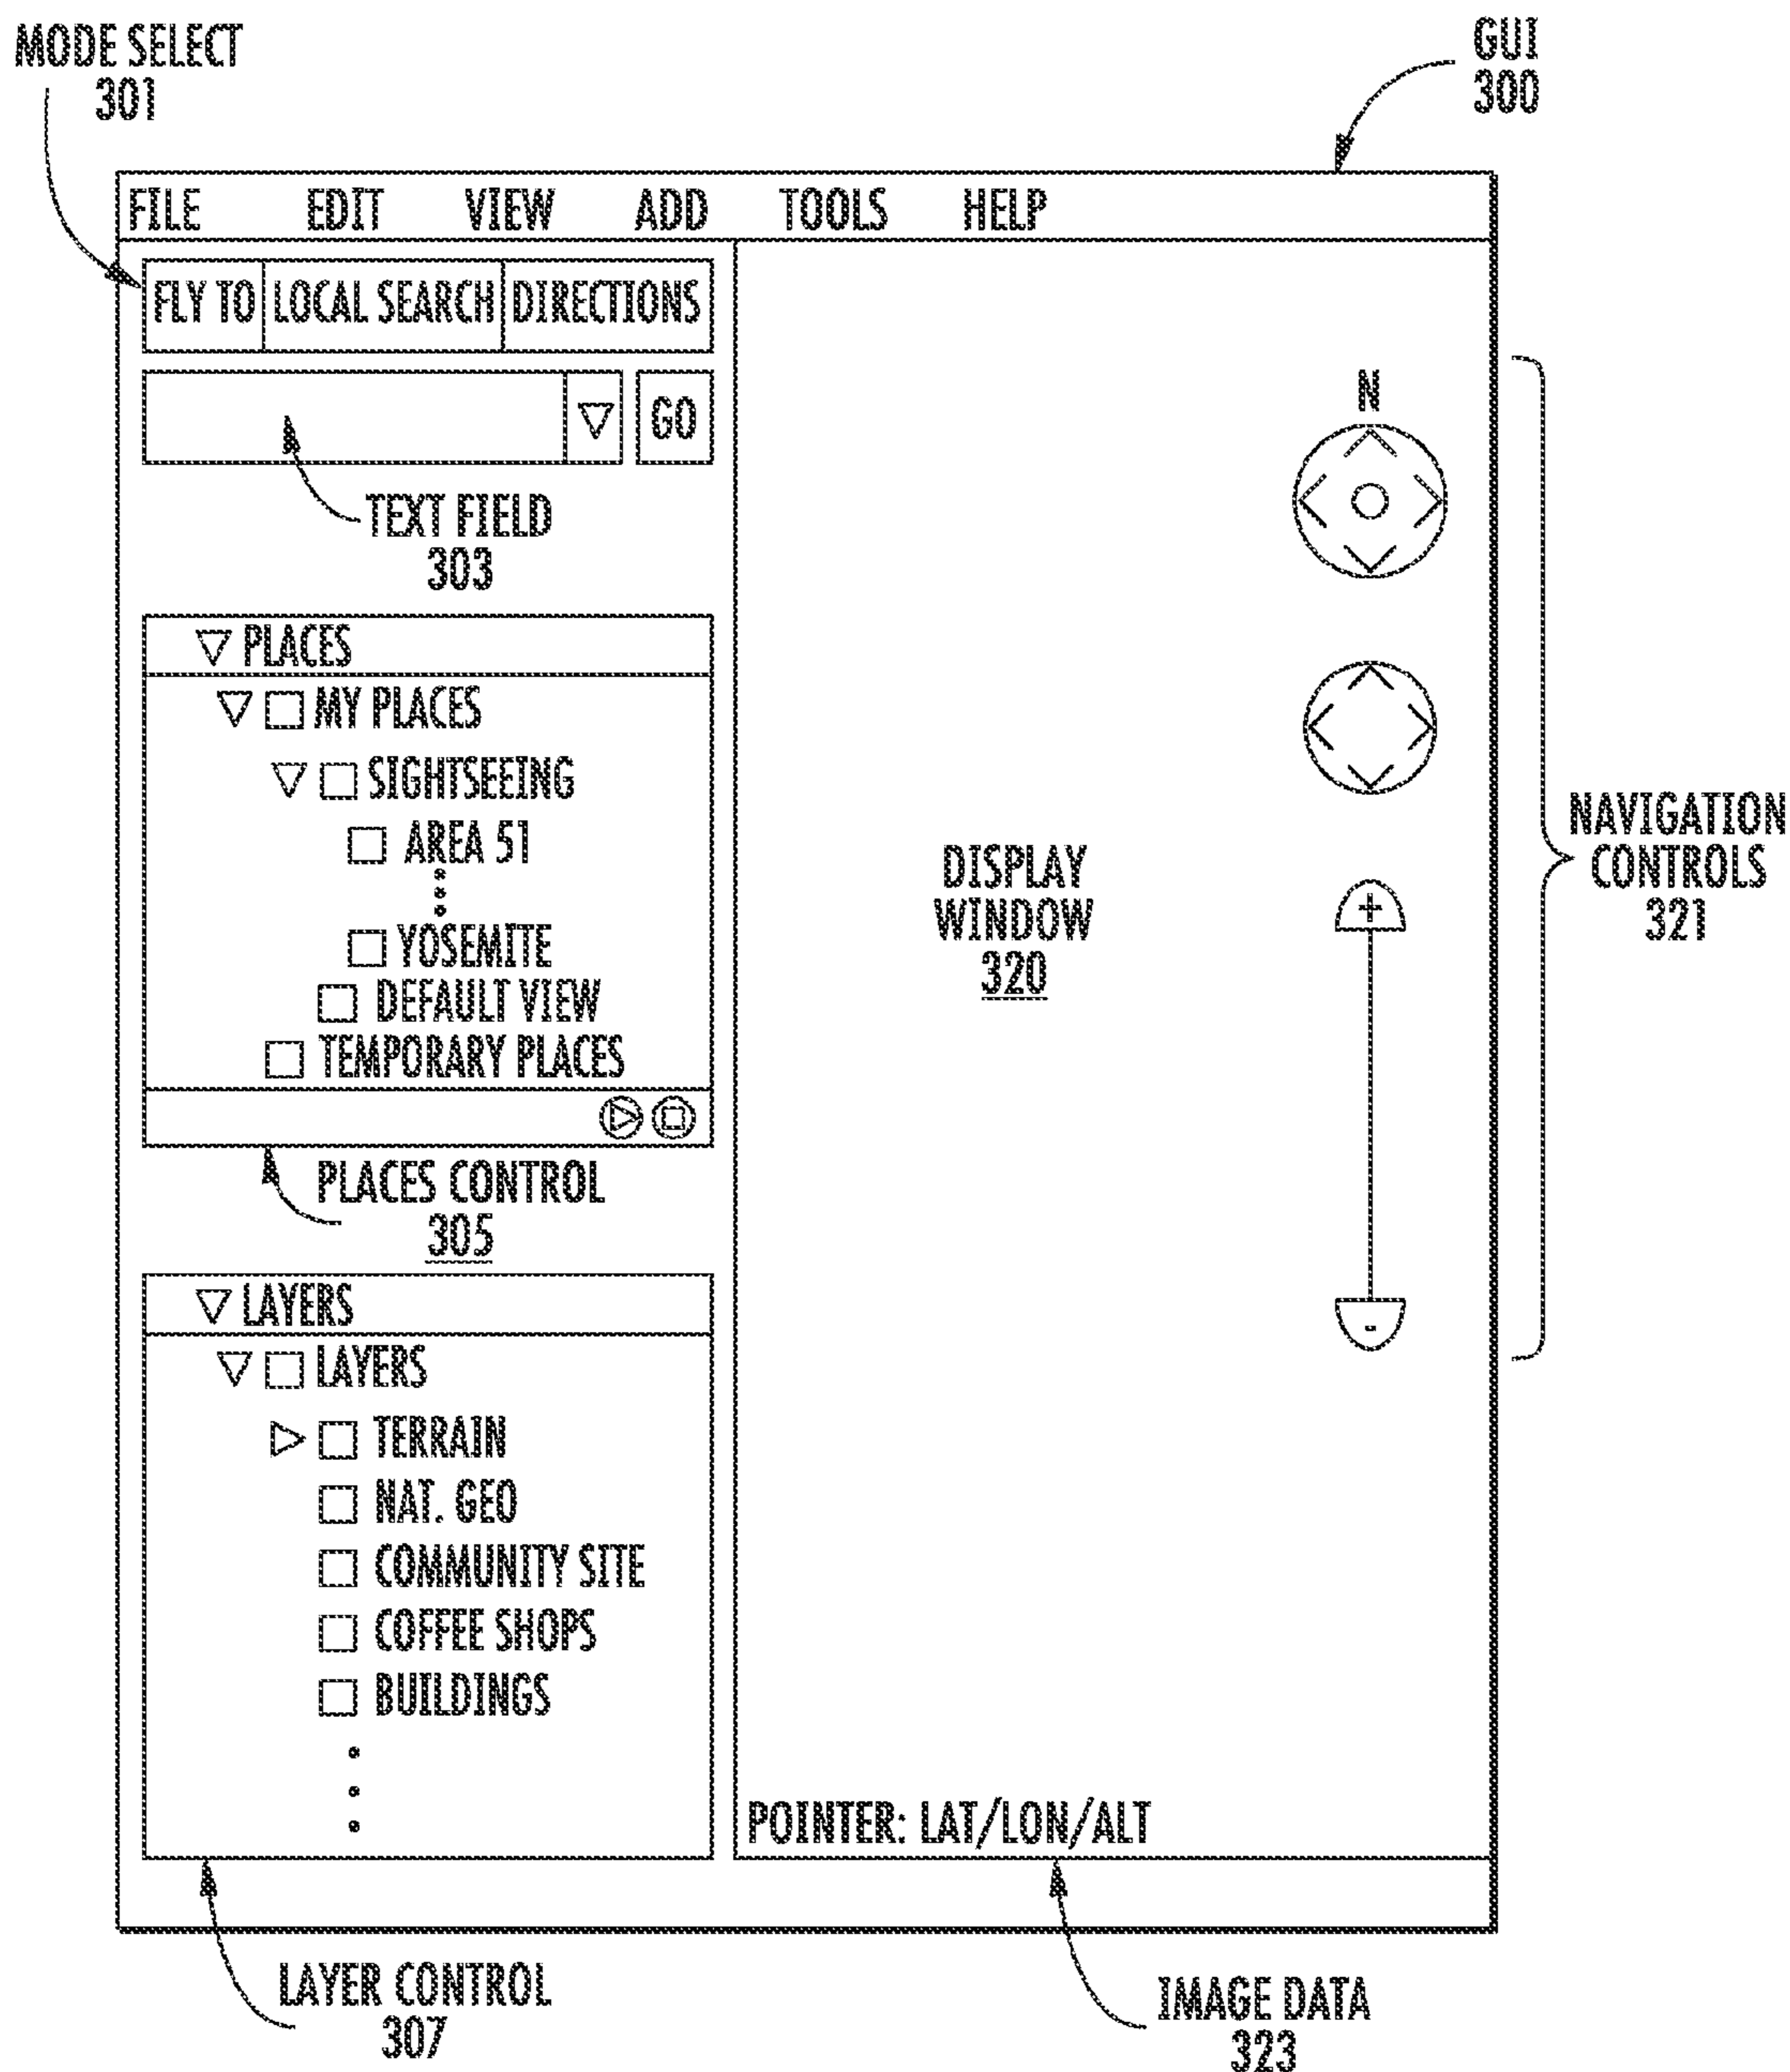 MODE SELECT
301
GUI
300
FILE EDIT VIEW ADD TOOLS HELP
FLY TO LOCAL SEARCH DIRECTIONS
GO
TEXT FIELD
303
PLACES
MY PLACES
SIGHTSEEING
AREA 51
YOSEMITE
DEFAULT VIEW
TEMPORARY PLACES
PLACES CONTROL
305
LAYERS
LAYERS
TERRAIN
NAT. GEO
COMMUNITY SITE
COFFEE SHOPS
BUILDINGS
LAYER CONTROL
307
N
+
-
DISPLAY
WINDOW
320
NAVIGATION
CONTROLS
321
POINTER: LAT/LON/ALT
IMAGE DATA
323